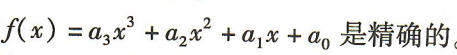 f(x) = a₃x³ + a₂x² + a₁x + a₀ 是精确的。